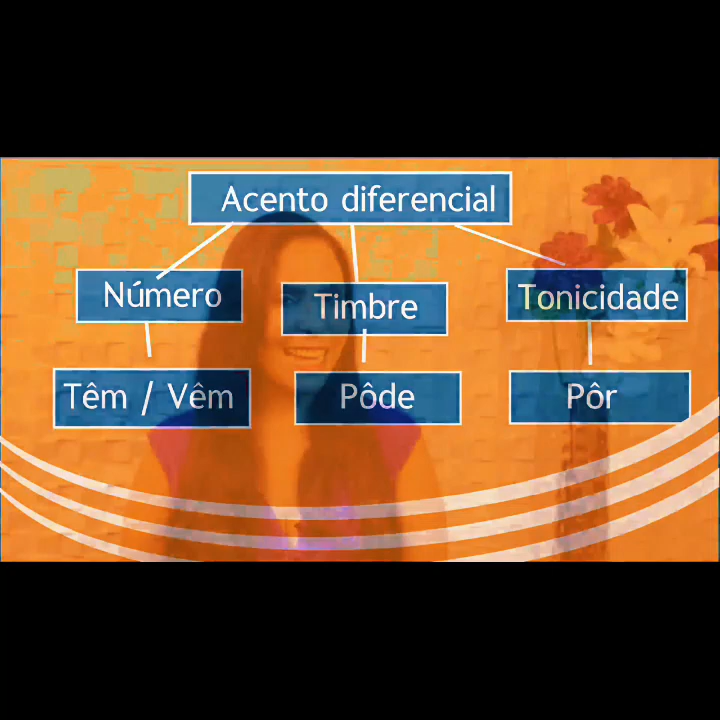 Acento diferencial
Número
Timbre
Tonicidade
Têm / Vêm
Pôde
Pôr